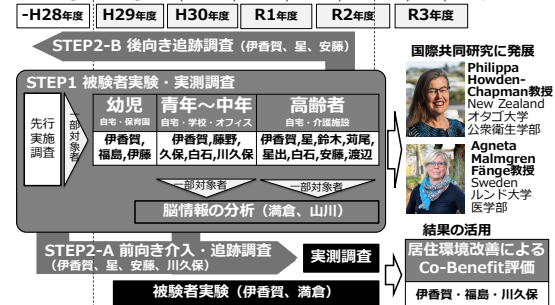 -H28年度 H29年度 H30年度 R1年度 R2年度 R3年度
STEP2-B 後向き追跡調査（伊香賀、星、安藤）
STEP1 被験者実験・実測調査
先行
実施
調査
一部対象者
幼児
自宅・保育園
伊香賀,
福島,伊藤
青年～中年
自宅・学校・オフィス
伊香賀,藤野,
久保,白石,川久保
高齢者
自宅・介護施設
伊香賀,星,鈴木,苅尾,
星出,白石,安藤,渡辺
一部対象者
一部対象者
脳情報の分析（満倉、山川）
STEP2-A 前向き介入・追跡調査
（伊香賀、星、安藤、川久保）
実測調査
被験者実験（伊香賀、満倉）
国際共同研究に発展
Philippa
Howden-
Chapman教授
New Zealand
オタゴ大学
公衆衛生学部
Agneta
Malmgren
Fänge教授
Sweden
ルンド大学
医学部
結果の活用
居住環境改善による
Co-Benefit評価
伊香賀・福島・川久保